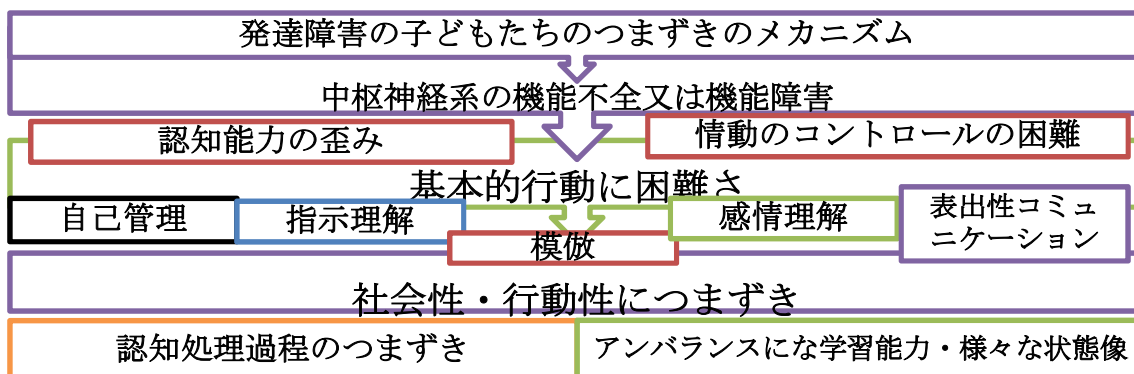 発達障害の子どもたちのつまずきのメカニズム
中枢神経系の機能不全又は機能障害
認知能力の歪み
情動のコントロールの困難
基本的行動に困難さ
自己管理
指示理解
模倣
感情理解
表出性コミュ
ニケーション
社会性・行動性につまずき
認知処理過程のつまずき
アンバランスにな学習能力・様々な状態像